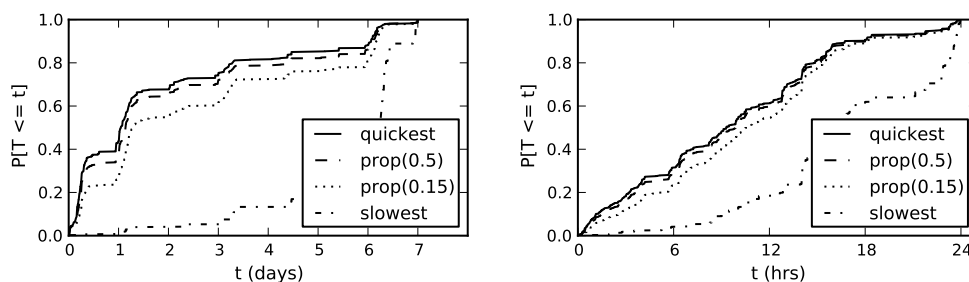 P[T <= t]
1.0
0.8
0.6
0.4
0.2
0.0
0 1 2 3 4 5 6 7
t (days)
quickest
prop(0.5)
prop(0.15)
slowest
P[T <= t]
1.0
0.8
0.6
0.4
0.2
0.0
0 6 12 18 24
t (hrs)
quickest
prop(0.5)
prop(0.15)
slowest